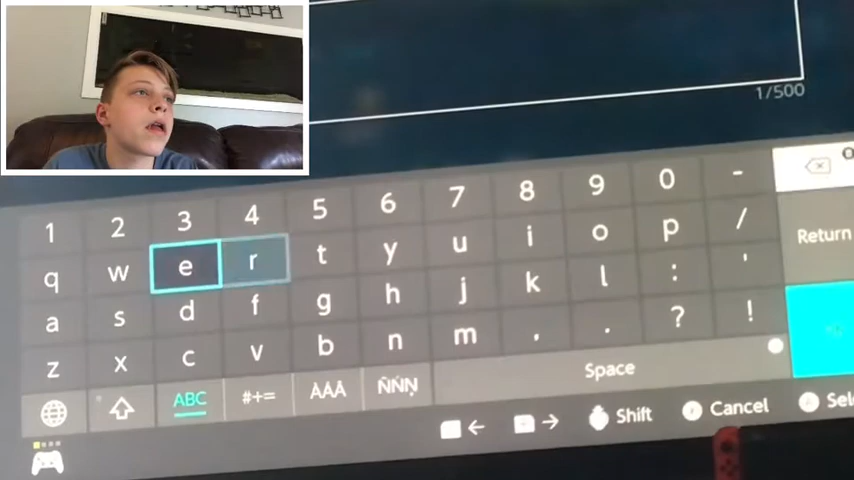 1/500
1 2 3 4 5 6 7 8 9 0 -
q w e r t y u i o p / Return
a s d f g h j k l : '
z x c v b n m , . ? !
ABC #+= ÀÁÂ ÑŃŅ Space
Shift Cancel